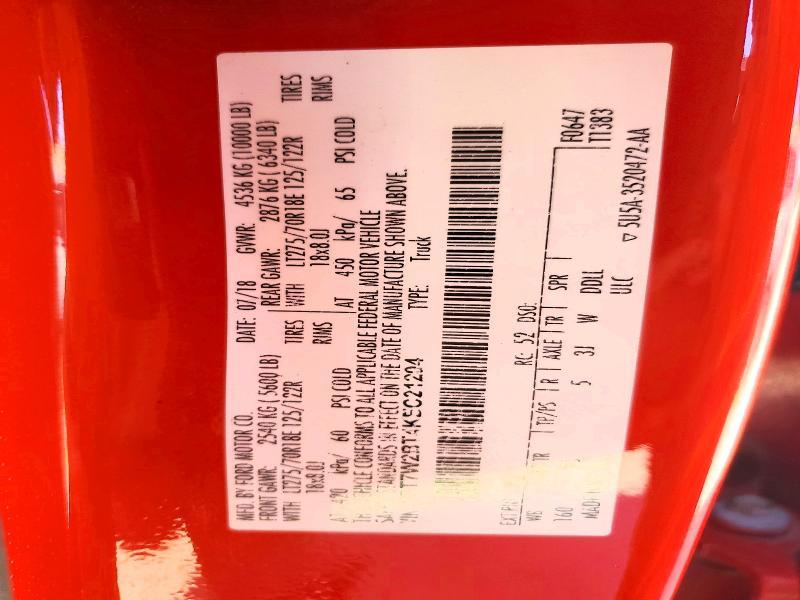 MFD. BY FORD MOTOR CO. DATE: 07/18 GVWR: 4536 KG (10000 LB)
FRONT GAWR: 2540 KG ( 5600 LB) REAR GAWR: 2876 KG ( 6340 LB)
WITH LT275/70R18E 125/122R TIRES WITH LT275/70R18E 125/122R TIRES
18x8.0J RIMS 18x8.0J RIMS
kPa/ 60 PSI COLD AT 450 kPa/ 65 PSI COLD
VEHICLE CONFORMS TO ALL APPLICABLE FEDERAL MOTOR VEHICLE
STANDARDS IN EFFECT ON THE DATE OF MANUFACTURE SHOWN ABOVE.
TYPE: Truck
RC: 52 DSO: F0647
WB TR TP/PS R AXLE TR SPR T1383
160 5 3J W DDLL
ULC
▽ 5U5A-3520472-AA